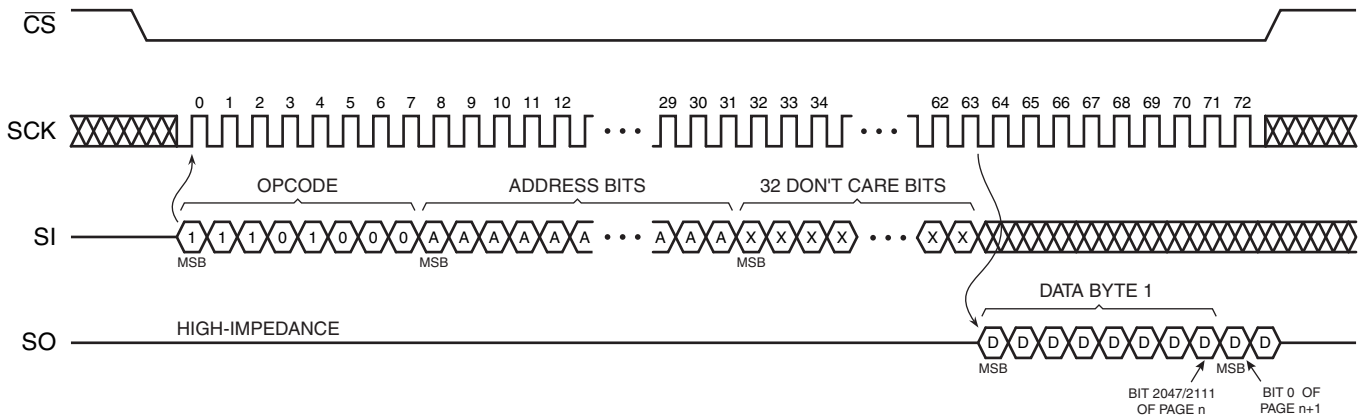 CS
0 1 2 3 4 5 6 7 8 9 10 11 12 29 30 31 32 33 34 62 63 64 65 66 67 68 69 70 71 72
SCK
OPCODE ADDRESS BITS 32 DON'T CARE BITS
SI 1 1 1 0 1 0 0 0 A A A A A A A A A X X X X X X
MSB MSB MSB
DATA BYTE 1
HIGH-IMPEDANCE
SO D D D D D D D D D D
MSB MSB
BIT 2047/2111
OF PAGE n
BIT 0 OF
PAGE n+1